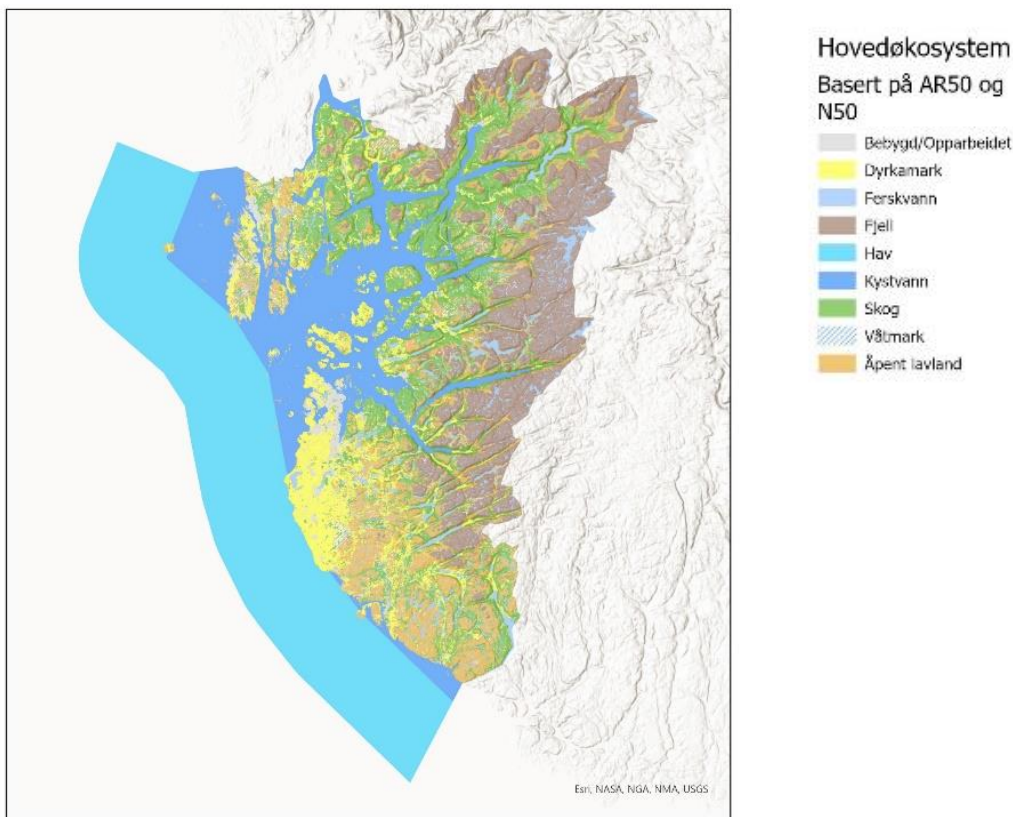 Hovedøkosystem
Basert på AR50 og
N50
Bebygd/Opparbeidet
Dyrkamark
Ferskvann
Fjell
Hav
Kystvann
Skog
Våtmark
Åpent lavland
Esri, NASA, NGA, NMA, USGS